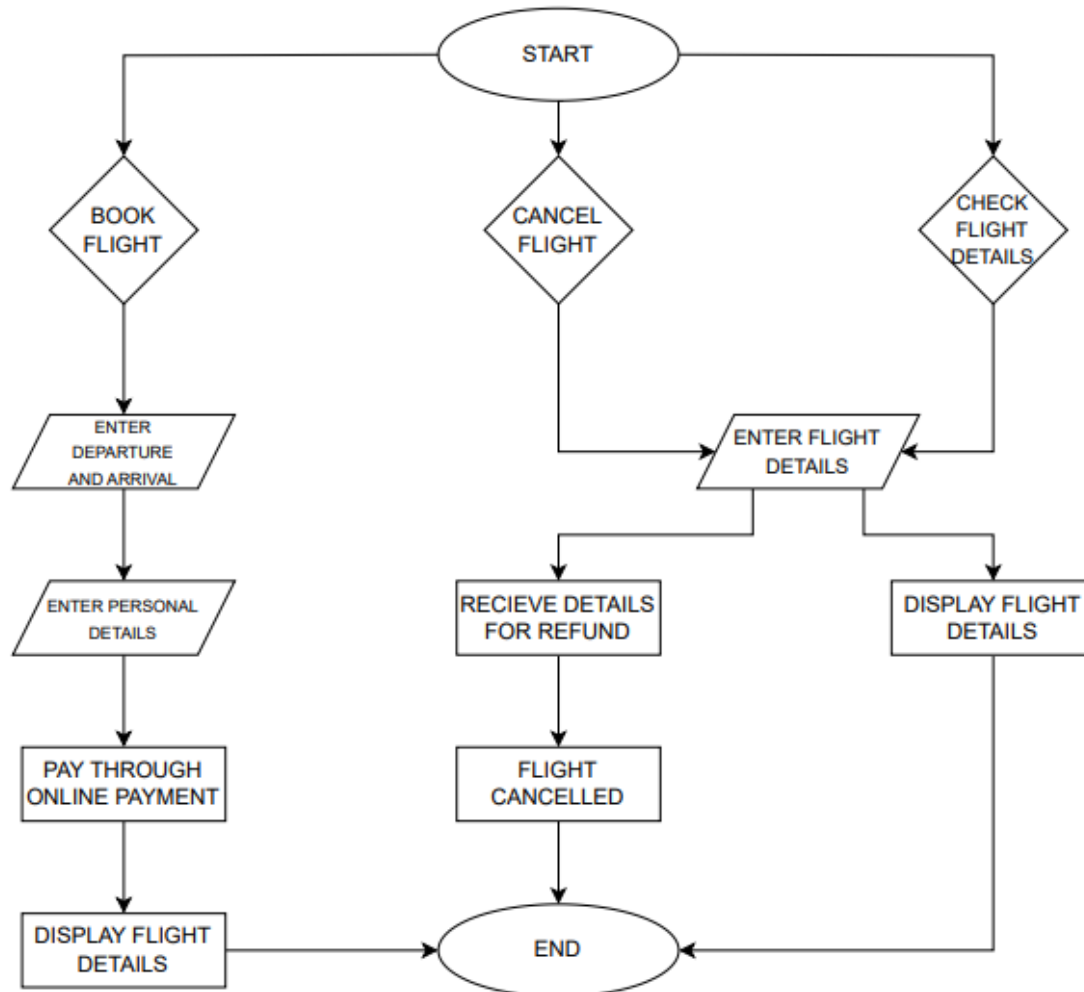 START
BOOK
FLIGHT
CANCEL
FLIGHT
CHECK
FLIGHT
DETAILS
ENTER
DEPARTURE
AND ARRIVAL
ENTER FLIGHT
DETAILS
ENTER PERSONAL
DETAILS
RECIEVE DETAILS
FOR REFUND
DISPLAY FLIGHT
DETAILS
PAY THROUGH
ONLINE PAYMENT
FLIGHT
CANCELLED
DISPLAY FLIGHT
DETAILS
END